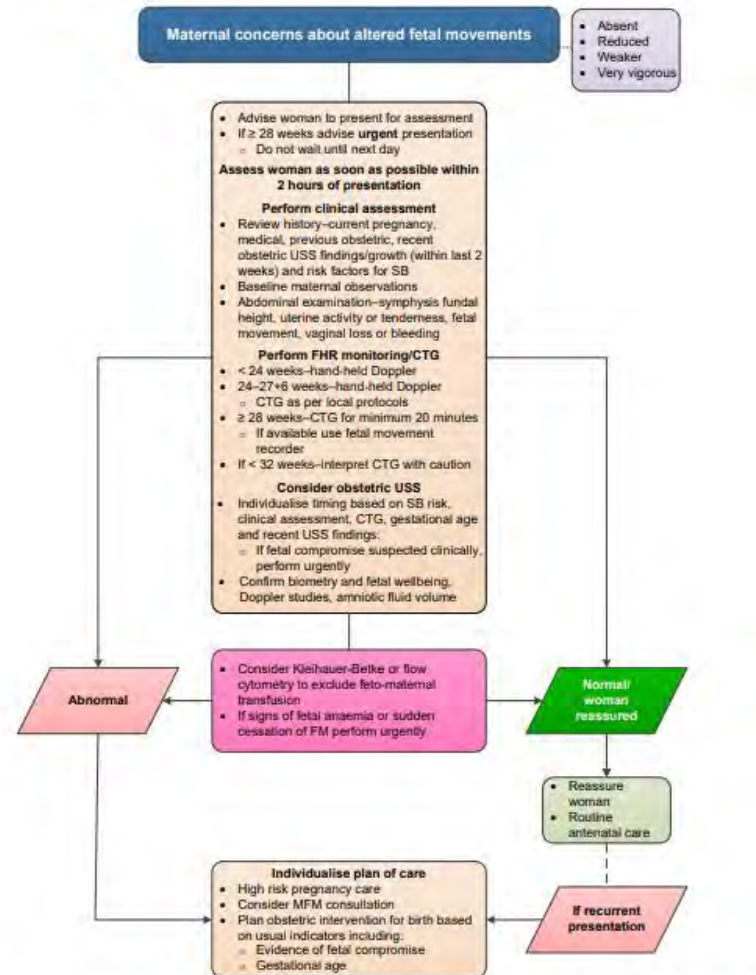 Maternal concerns about altered fetal movements
• Absent
• Reduced
• Weaker
• Very vigorous
• Advise woman to present for assessment
• If ≥ 28 weeks advise urgent presentation
o Do not wait until next day
Assess woman as soon as possible within
2 hours of presentation
Perform clinical assessment
• Review history–current pregnancy,
medical, previous obstetric, recent
obstetric USS findings/growth (within last 2
weeks) and risk factors for SB
• Baseline maternal observations
• Abdominal examination–symphysis fundal
height, uterine activity or tenderness, fetal
movement, vaginal loss or bleeding
Perform FHR monitoring/CTG
• < 24 weeks–hand-held Doppler
• 24–27+6 weeks–hand-held Doppler
o CTG as per local protocols
• ≥ 28 weeks–CTG for minimum 20 minutes
o If available use fetal movement
recorder
• If < 32 weeks–interpret CTG with caution
Consider obstetric USS
• Individualise timing based on SB risk,
clinical assessment, CTG, gestational age
and recent USS findings:
o If fetal compromise suspected clinically,
perform urgently
• Confirm biometry and fetal wellbeing,
Doppler studies, amniotic fluid volume
Abnormal
• Consider Kleihauer-Betke or flow
cytometry to exclude feto-maternal
transfusion
• If signs of fetal anaemia or sudden
cessation of FM perform urgently
Normal/
woman
reassured
• Reassure
woman
• Routine
antenatal care
If recurrent
presentation
Individualise plan of care
• High risk pregnancy care
• Consider MFM consultation
• Plan obstetric intervention for birth based
on usual indicators including:
o Evidence of fetal compromise
o Gestational age